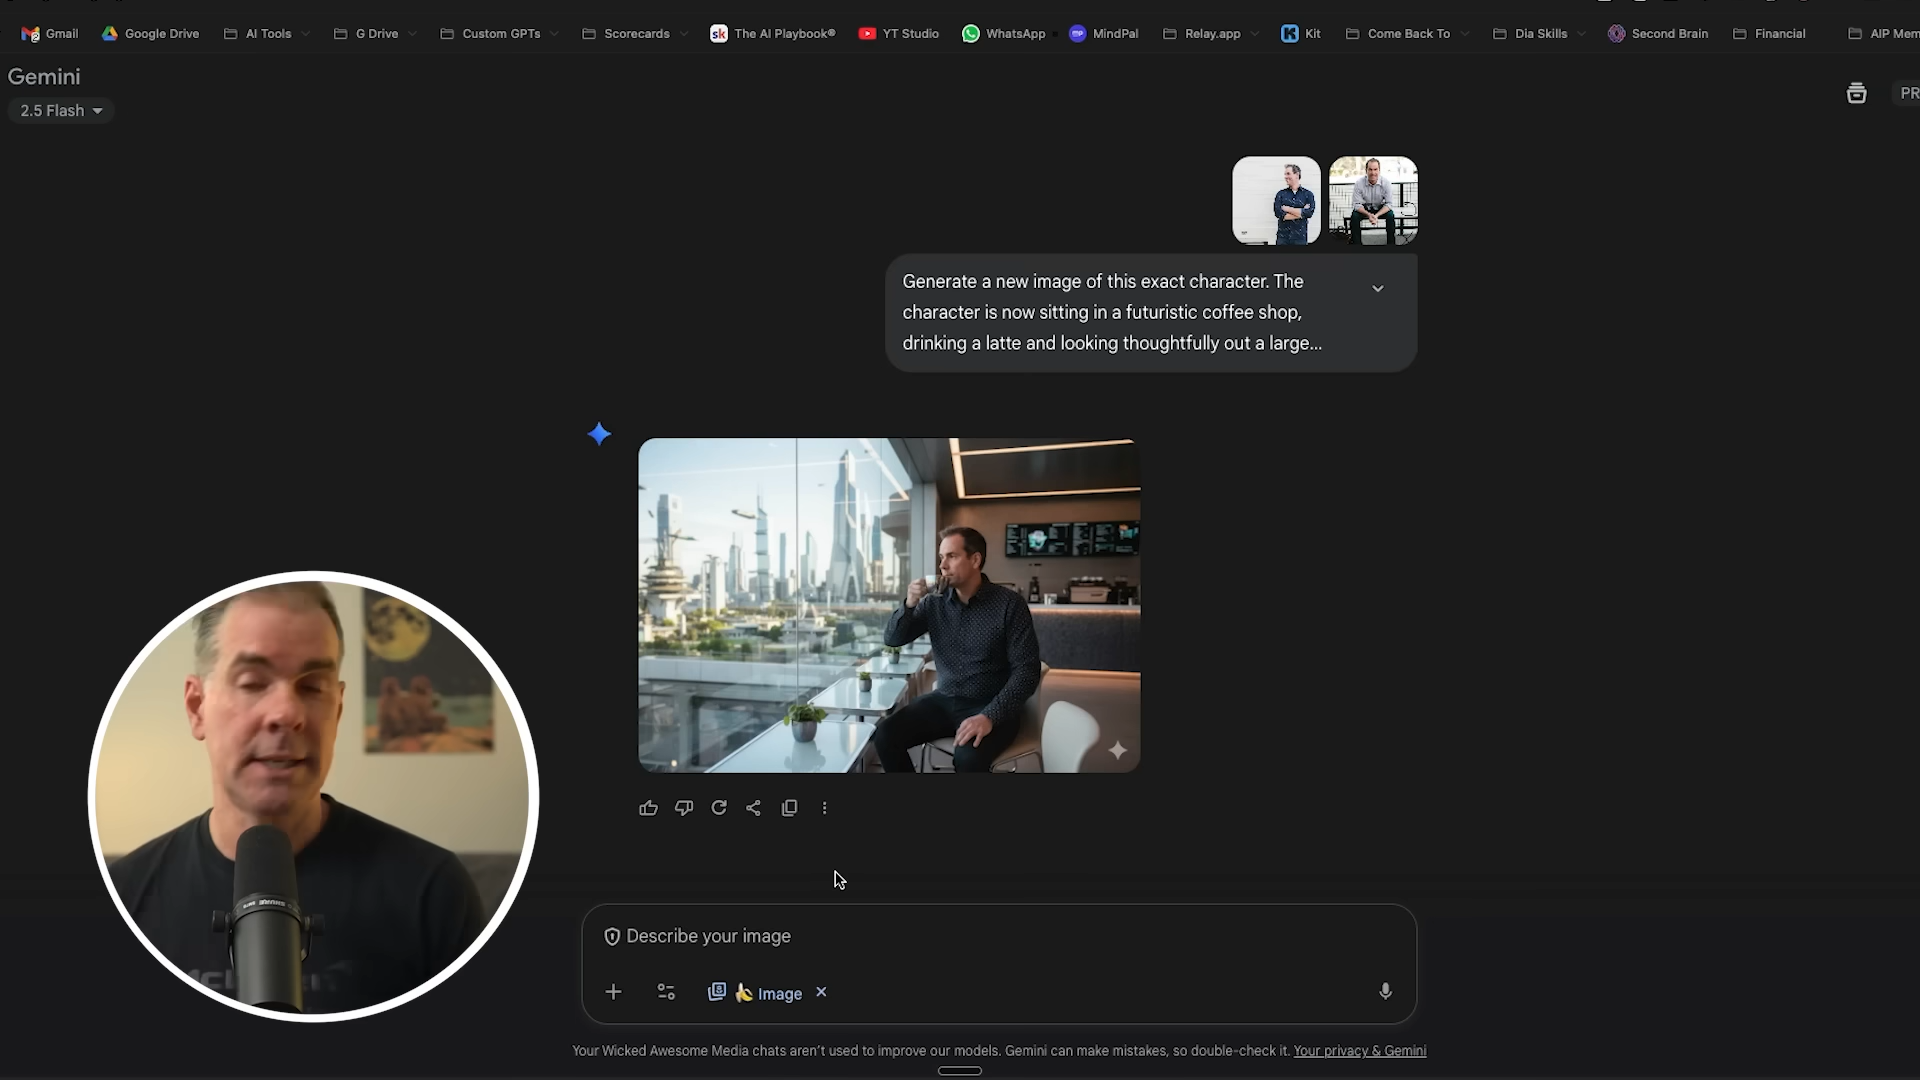 Gmail
Google Drive
AI Tools
G Drive
Custom GPTs
Scorecards
sk The AI Playbook®
YT Studio
WhatsApp
MP MindPal
Relay.app
K Kit
Come Back To
Dia Skills
Second Brain
Financial
AIP Mem
Gemini
2.5 Flash
PR
Generate a new image of this exact character. The
character is now sitting in a futuristic coffee shop,
drinking a latte and looking thoughtfully out a large...
Describe your image
Image
Your Wicked Awesome Media chats aren't used to improve our models. Gemini can make mistakes, so double-check it. Your privacy & Gemini